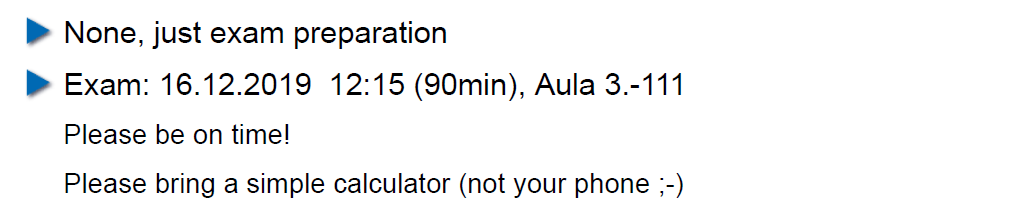 None, just exam preparation
Exam: 16.12.2019  12:15 (90min), Aula 3.-111
Please be on time!
Please bring a simple calculator (not your phone ;-)